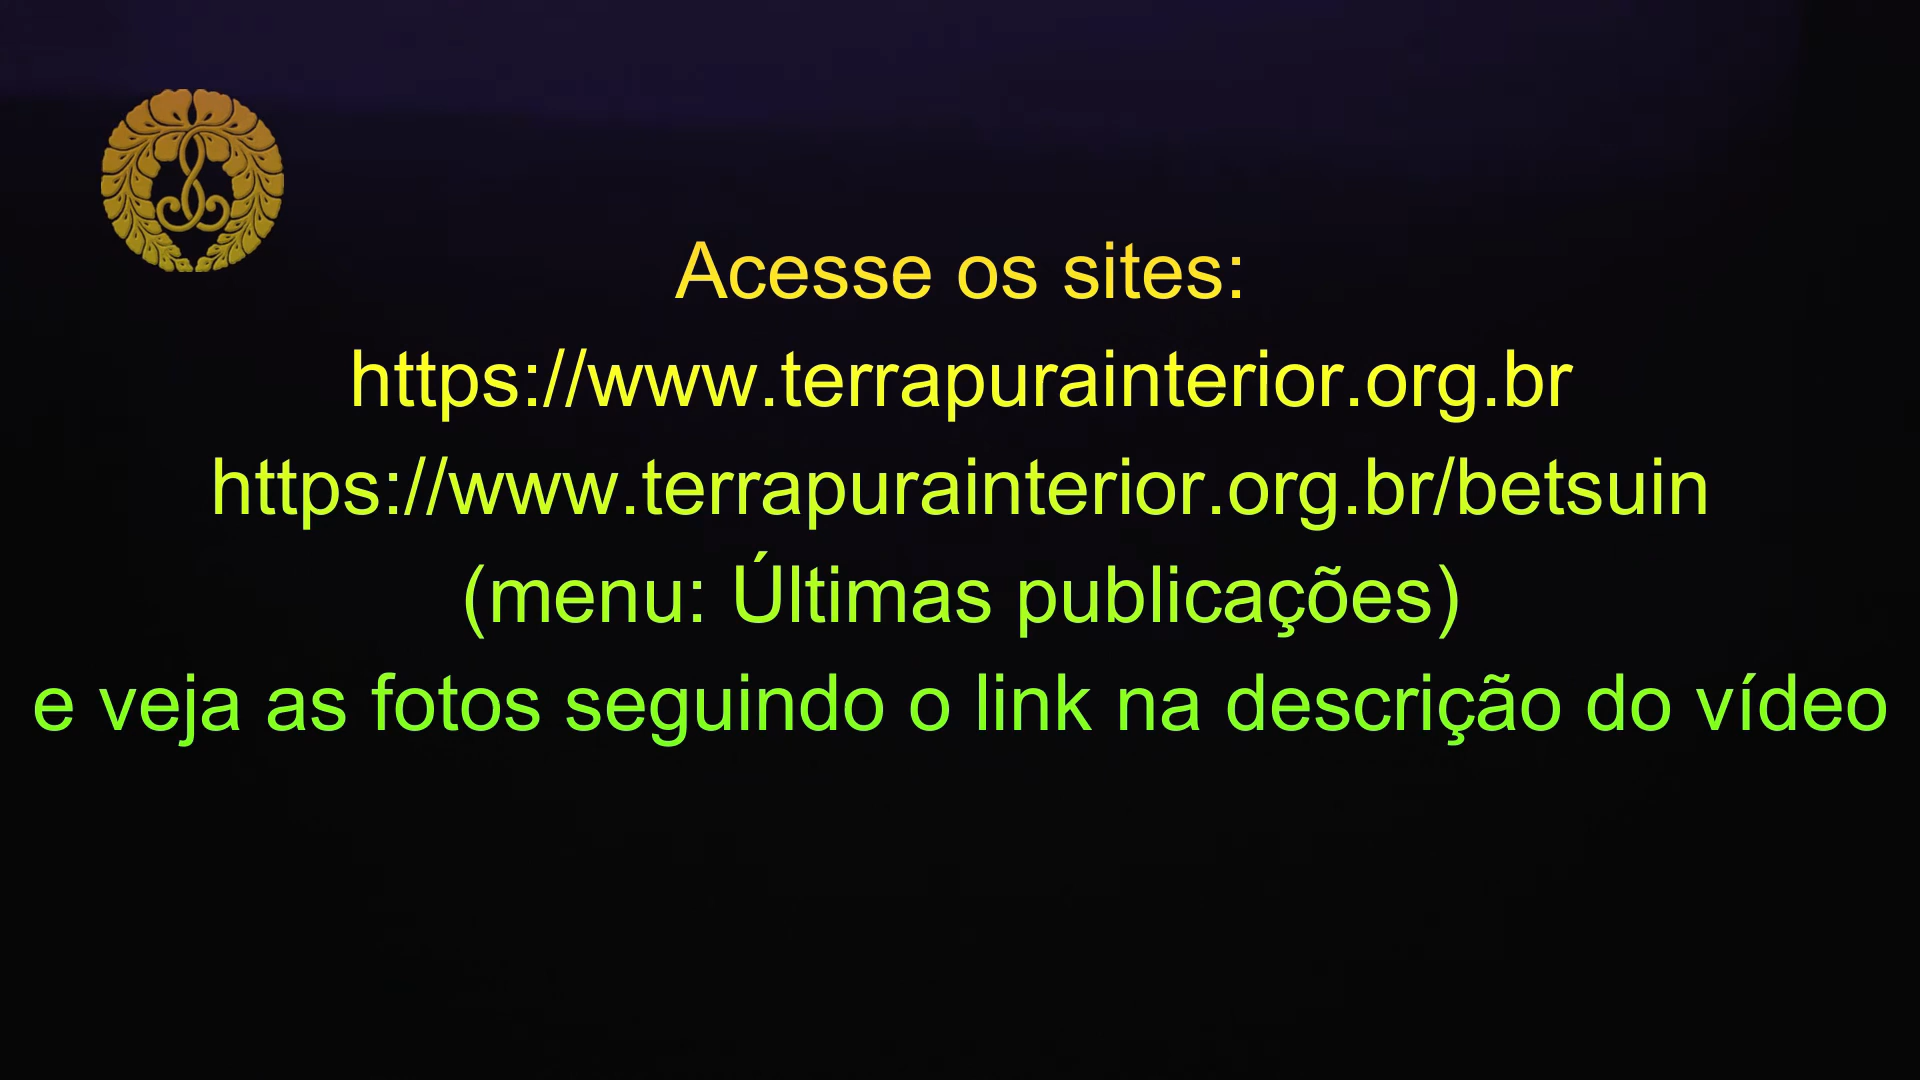 Acesse os sites:
https://www.terrapurainterior.org.br
https://www.terrapurainterior.org.br/betsuin
(menu: Últimas publicações)
e veja as fotos seguindo o link na descrição do vídeo